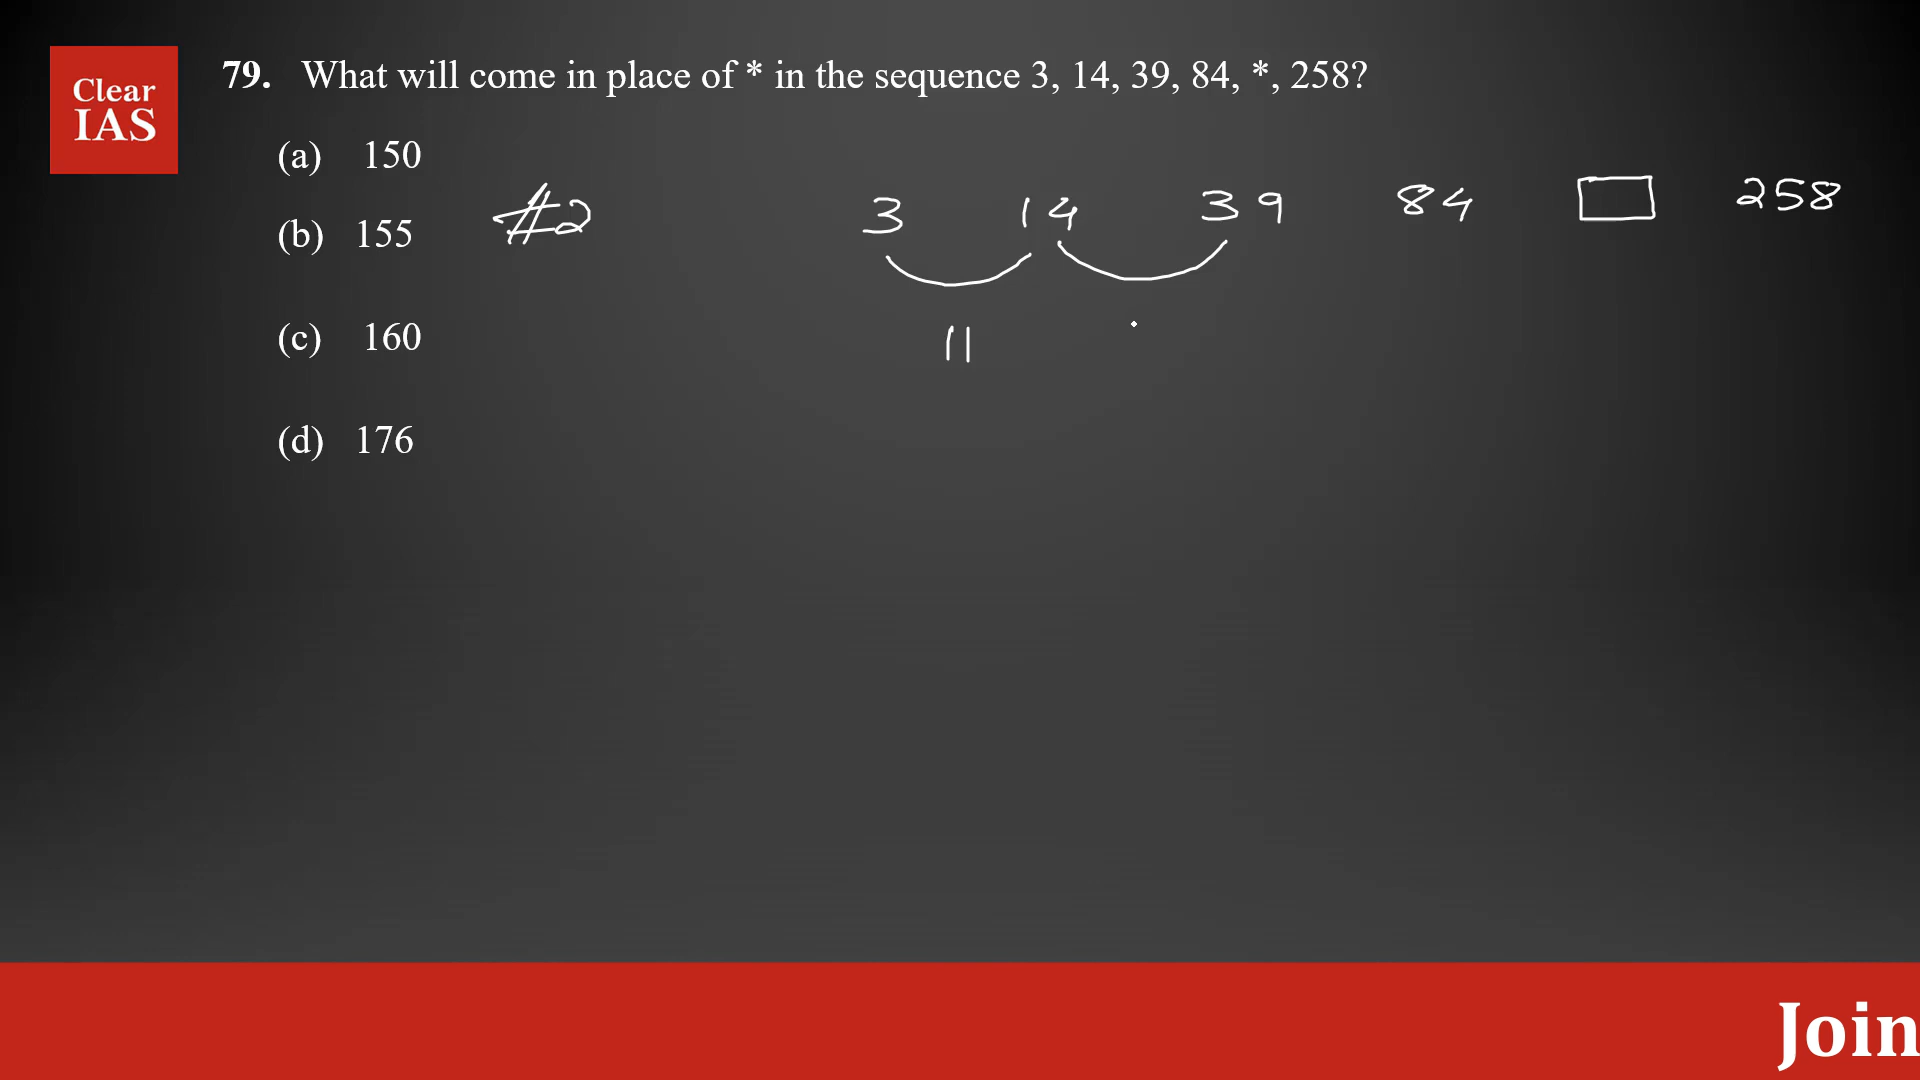 Clear
IAS
79. What will come in place of * in the sequence 3, 14, 39, 84, *, 258?
(a) 150
(b) 155
(c) 160
(d) 176
#2
3 14 39 84 258
11
Join